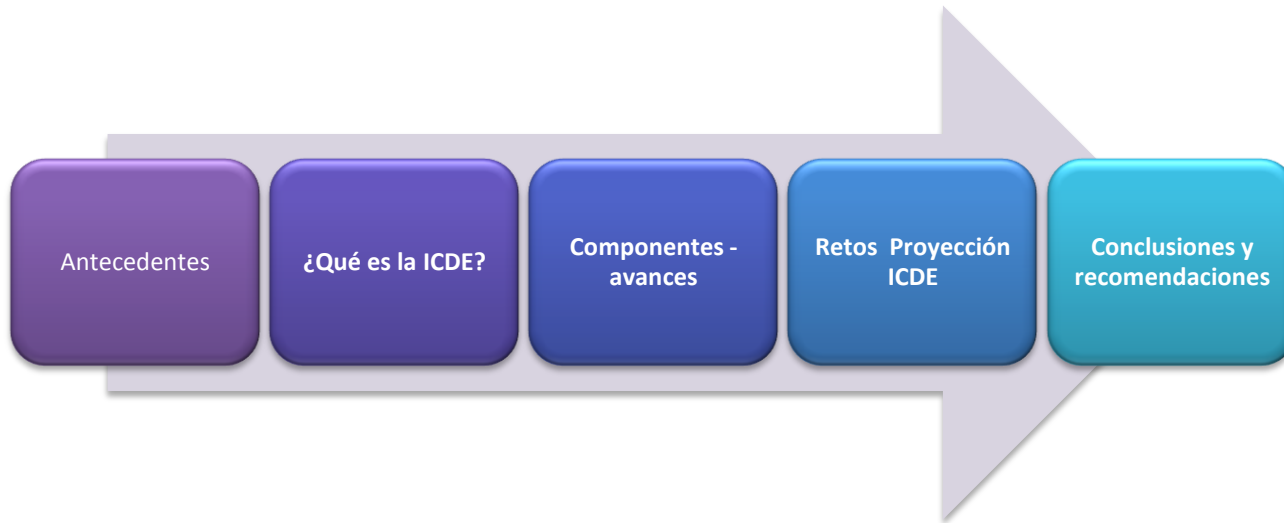 Antecedentes
¿Qué es la ICDE?
Componentes -
avances
Retos Proyección
ICDE
Conclusiones y
recomendaciones